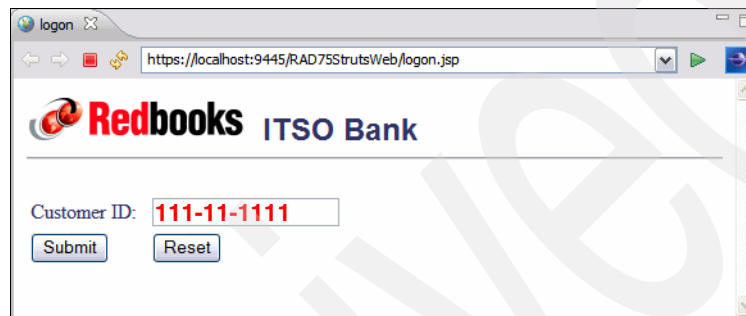 logon
https://localhost:9445/RAD75StrutsWeb/logon.jsp
Redbooks ITSO Bank
Customer ID: 111-11-1111
Submit Reset